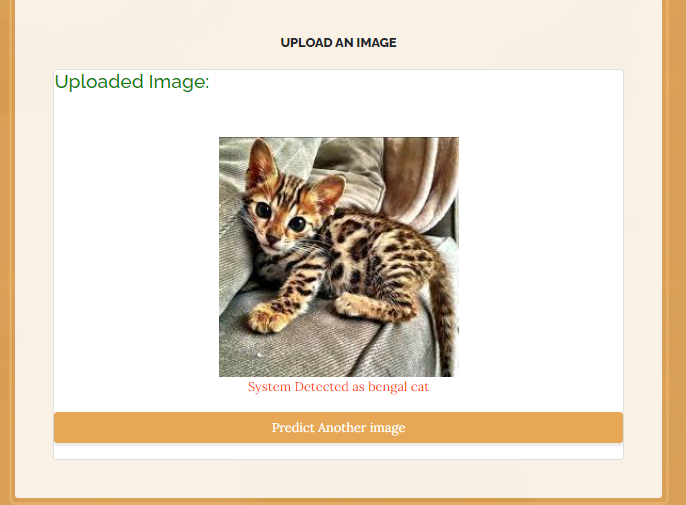 UPLOAD AN IMAGE
Uploaded Image:
System Detected as bengal cat
Predict Another image